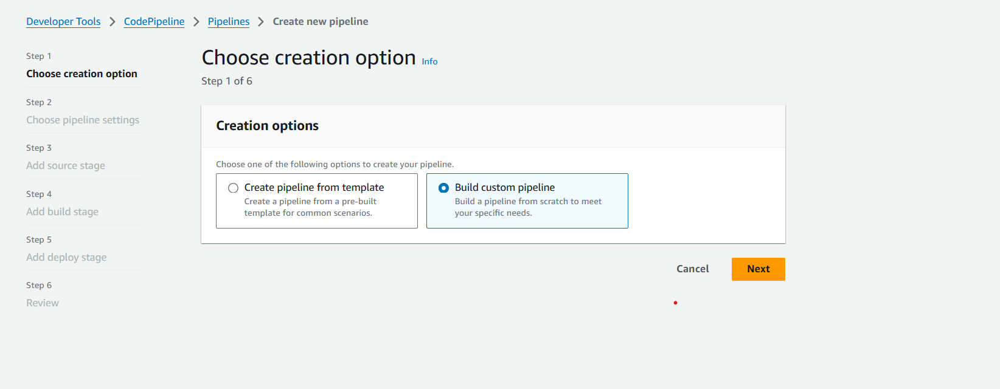 Developer Tools > CodePipeline > Pipelines > Create new pipeline
Step 1
Choose creation option
Step 2
Choose pipeline settings
Step 3
Add source stage
Step 4
Add build stage
Step 5
Add deploy stage
Step 6
Review
Choose creation option Info
Step 1 of 6
Creation options
Choose one of the following options to create your pipeline.
Create pipeline from template
Create a pipeline from a pre-built
template for common scenarios.
Build custom pipeline
Build a pipeline from scratch to meet
your specific needs.
Cancel
Next